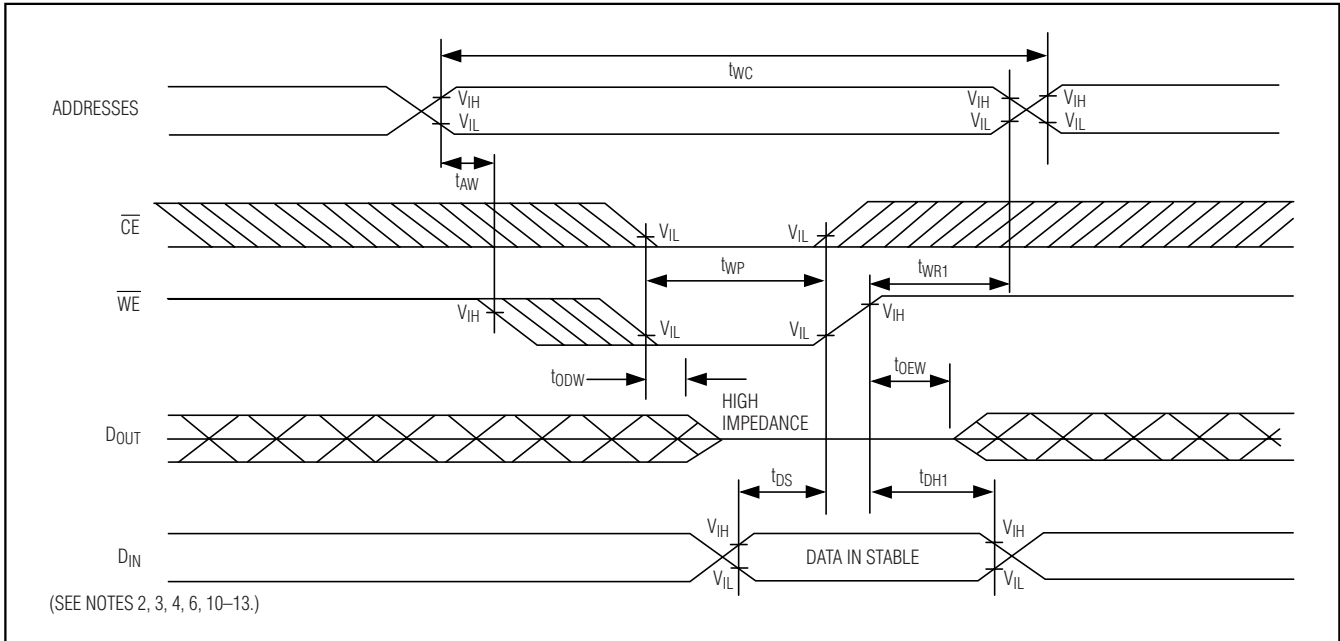 tWC
ADDRESSES
VIH
VIL
VIH
VIL
VIH
VIL
tAW
CE
VIL
VIL
tWP
tWR1
WE
VIH
VIL
VIL
VIH
tODW
tOEW
HIGH
IMPEDANCE
DOUT
tDS
tDH1
VIH
VIH
DIN
DATA IN STABLE
VIL
VIL
(SEE NOTES 2, 3, 4, 6, 10–13.)